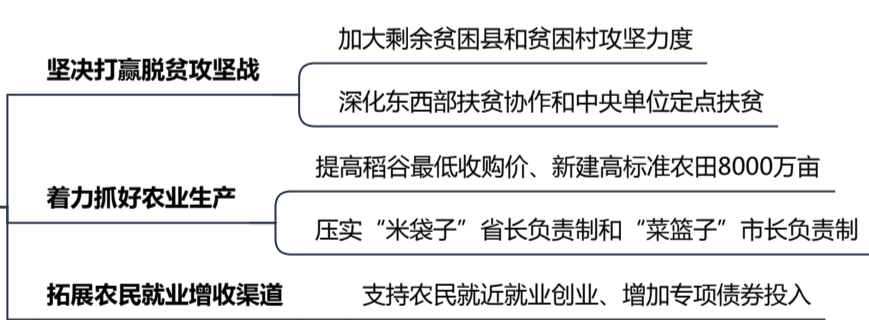 坚决打赢脱贫攻坚战
加大剩余贫困县和贫困村攻坚力度
深化东西部扶贫协作和中央单位定点扶贫
着力抓好农业生产
提高稻谷最低收购价、新建高标准农田8000万亩
压实“米袋子”省长负责制和“菜篮子”市长负责制
拓展农民就业增收渠道
支持农民就近就业创业、增加专项债券投入